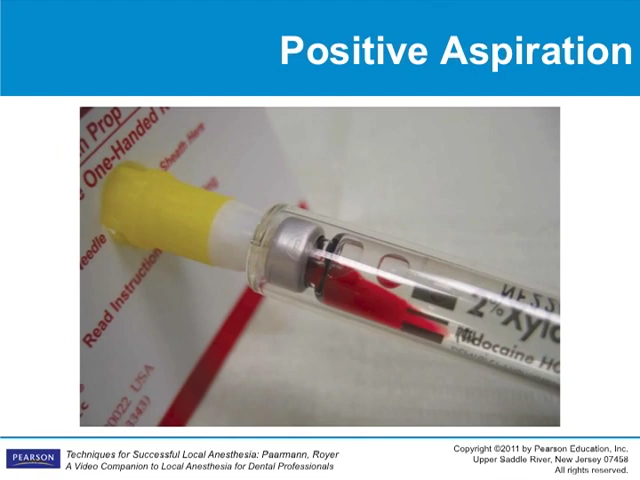 Positive Aspiration
Prop
One-Handed
Sheath Here
Read Instruction
0022 USA
2% Xylo
Lidocaine HC
PEARSON
Techniques for Successful Local Anesthesia: Paarmann, Royer
A Video Companion to Local Anesthesia for Dental Professionals
Copyright ©2011 by Pearson Education, Inc.
Upper Saddle River, New Jersey 07458
All rights reserved.